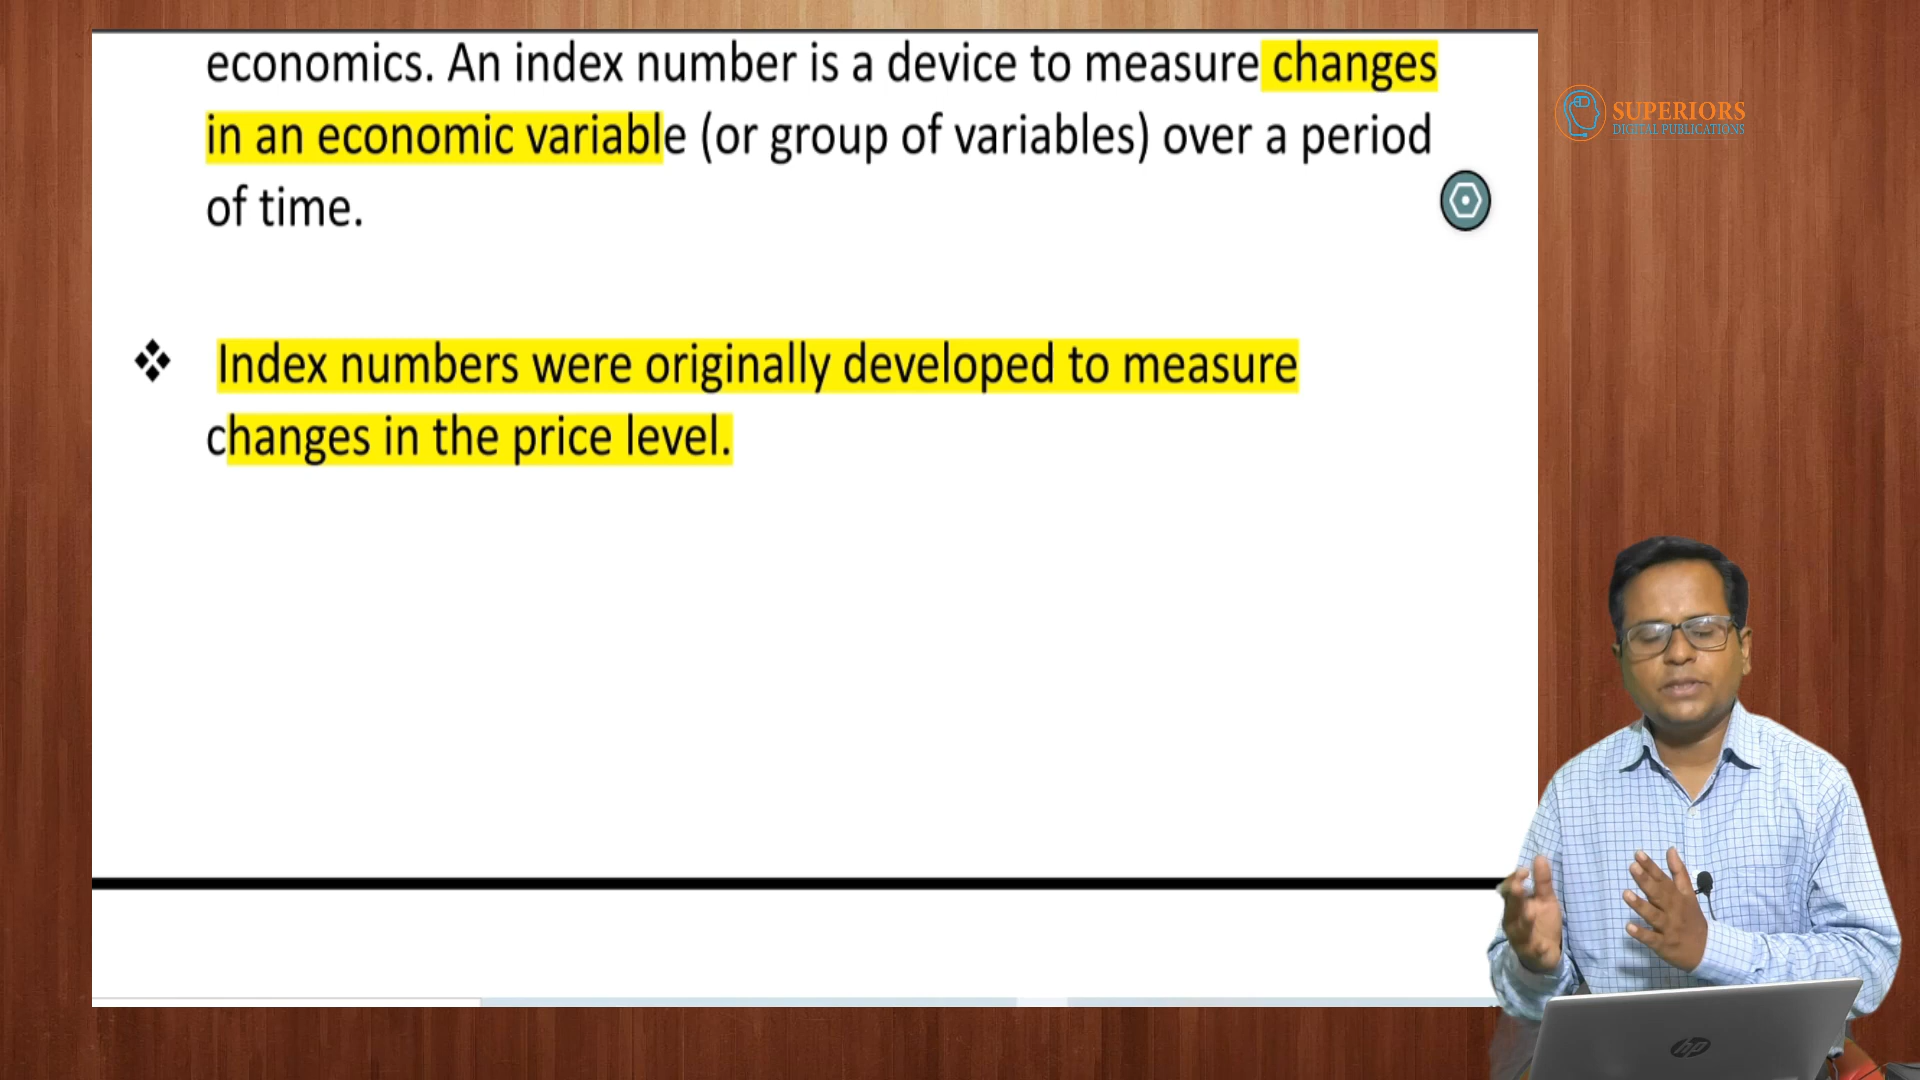 economics. An index number is a device to measure changes
in an economic variable (or group of variables) over a period
of time.
Index numbers were originally developed to measure
changes in the price level.
SUPERIORS
DIGITAL PUBLICATIONS
hp